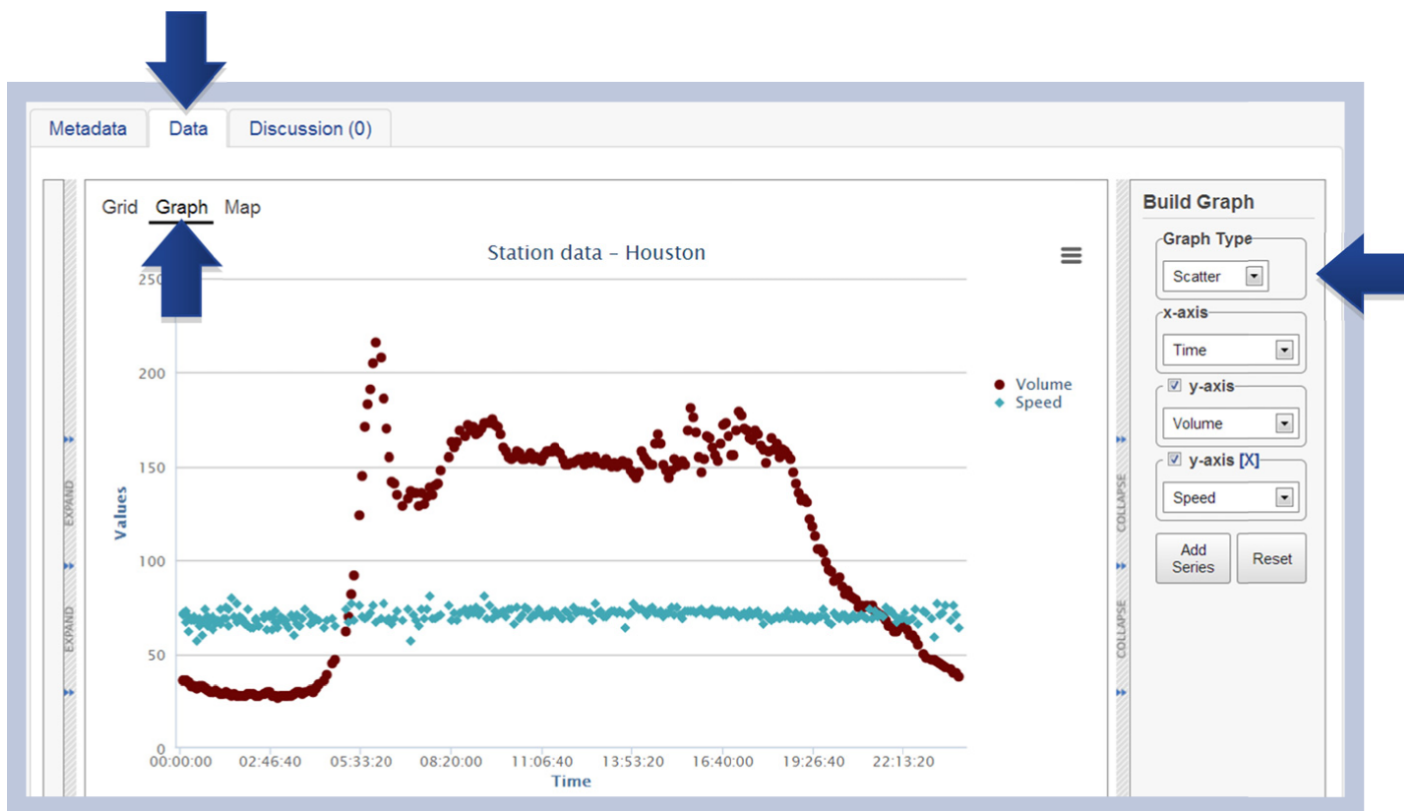 Metadata
Data
Discussion (0)
Grid
Graph
Map
Station data – Houston
250
200
150
100
50
0
Values
00:00:00
02:46:40
05:33:20
08:20:00
11:06:40
13:53:20
16:40:00
19:26:40
22:13:20
Time
Volume
Speed
EXPAND
EXPAND
COLLAPSE
COLLAPSE
Build Graph
Graph Type
Scatter
x-axis
Time
y-axis
Volume
y-axis [X]
Speed
Add
Series
Reset